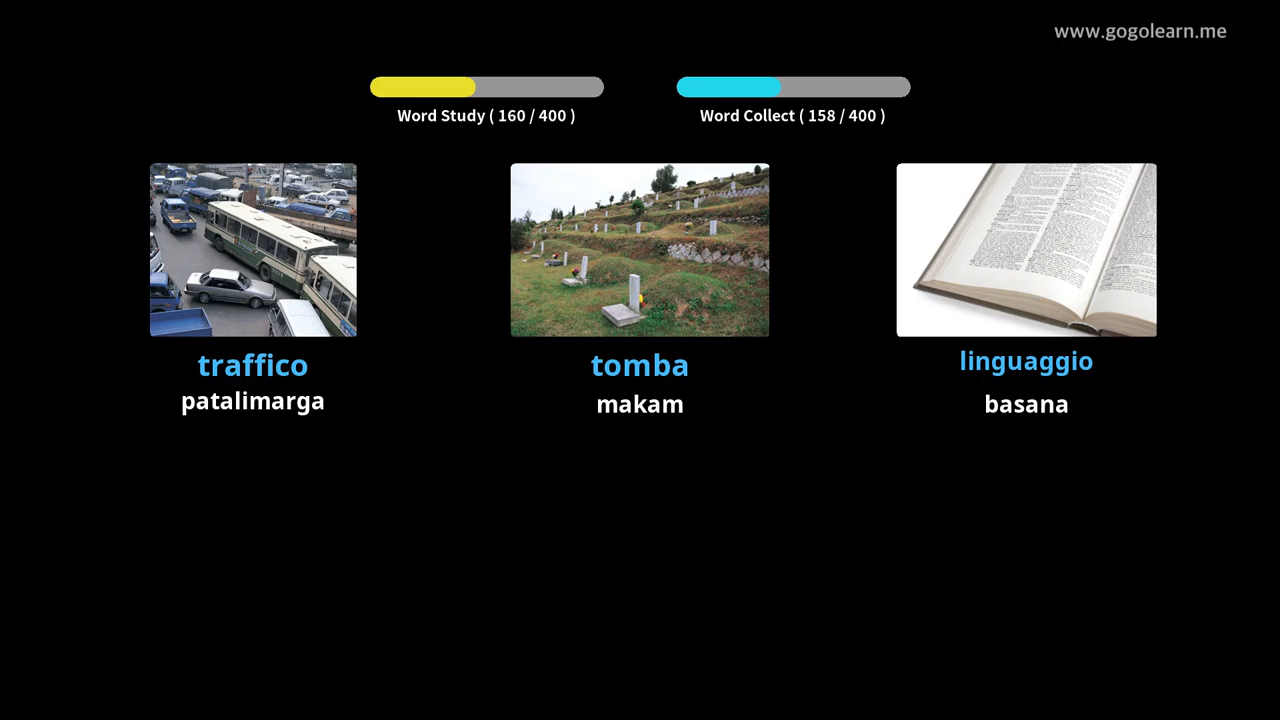 www.gogolearn.me
Word Study ( 160 / 400 )
Word Collect ( 158 / 400 )
traffico
tomba
linguaggio
patalimarga
makam
basana